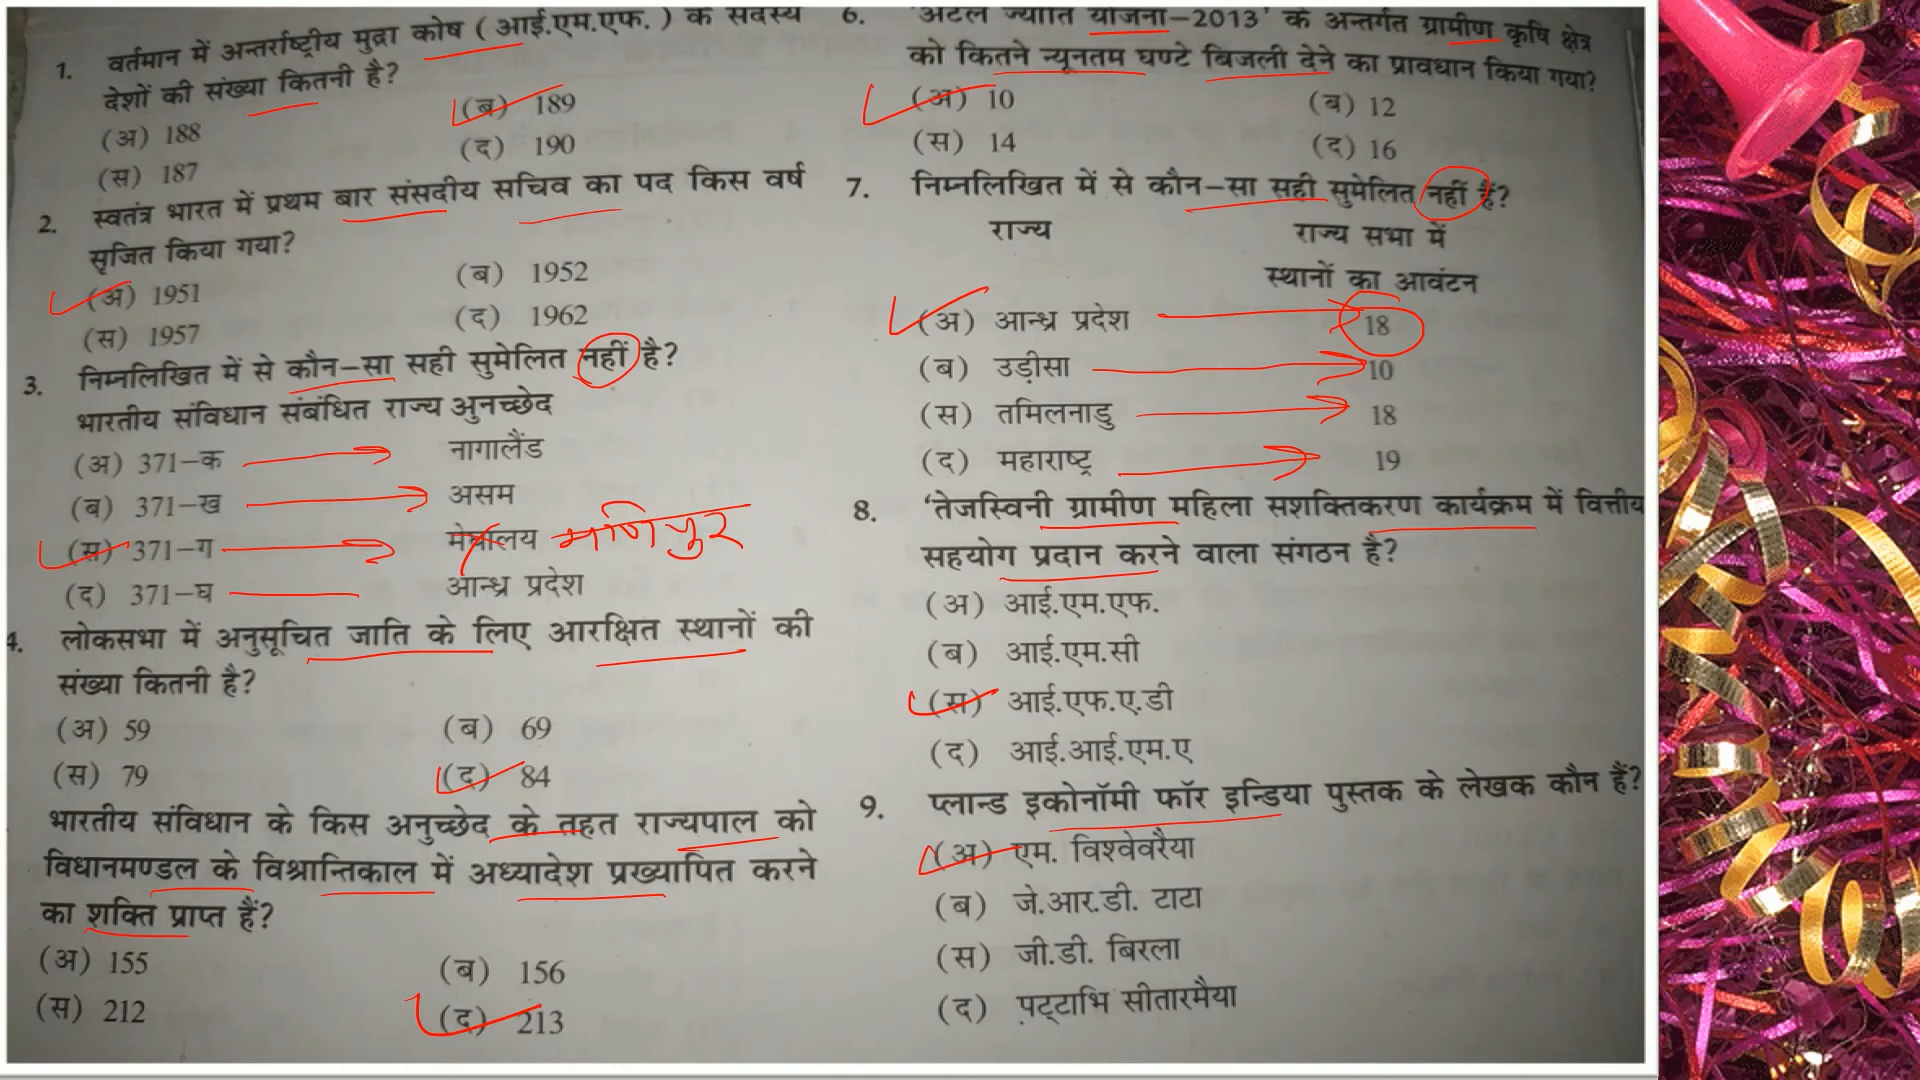 1. वर्तमान में अन्तर्राष्ट्रीय मुद्रा कोष ( आई.एम.एफ. ) के सदस्य
देशों की संख्या कितनी है?
(अ) 188
(ब) 189
(स) 187
(द) 190
2. स्वतंत्र भारत में प्रथम बार संसदीय सचिव का पद किस वर्ष
सृजित किया गया?
(अ) 1951
(ब) 1952
(स) 1957
(द) 1962
3. निम्नलिखित में से कौन-सा सही सुमेलित नहीं है?
भारतीय संविधान संबंधित राज्य अुनच्छेद
(अ) 371-क नागालैंड
(ब) 371-ख असम
(स) 371-ग मेघालय मणिपुर
(द) 371-घ आन्ध्र प्रदेश
4. लोकसभा में अनुसूचित जाति के लिए आरक्षित स्थानों की
संख्या कितनी है?
(अ) 59
(ब) 69
(स) 79
(द) 84
भारतीय संविधान के किस अनुच्छेद के तहत राज्यपाल को
विधानमण्डल के विश्रान्तिकाल में अध्यादेश प्रख्यापित करने
का शक्ति प्राप्त हैं?
(अ) 155
(ब) 156
(स) 212
(द) 213
6. 'अटल ज्योति योजना-2013' के अन्तर्गत ग्रामीण कृषि क्षेत्र
को कितने न्यूनतम घण्टे बिजली देने का प्रावधान किया गया?
(अ) 10
(ब) 12
(स) 14
(द) 16
7. निम्नलिखित में से कौन-सा सही सुमेलित नहीं है?
राज्य राज्य सभा में
स्थानों का आवंटन
(अ) आन्ध्र प्रदेश 18
(ब) उड़ीसा 10
(स) तमिलनाडु 18
(द) महाराष्ट्र 19
8. 'तेजस्विनी ग्रामीण महिला सशक्तिकरण कार्यक्रम में वित्तीय
सहयोग प्रदान करने वाला संगठन है?
(अ) आई.एम.एफ.
(ब) आई.एम.सी
(स) आई.एफ.ए.डी
(द) आई.आई.एम.ए
9. प्लान्ड इकोनॉमी फॉर इन्डिया पुस्तक के लेखक कौन हैं?
(अ) एम. विश्वेवरैया
(ब) जे.आर.डी. टाटा
(स) जी.डी. बिरला
(द) पट्टाभि सीतारमैया